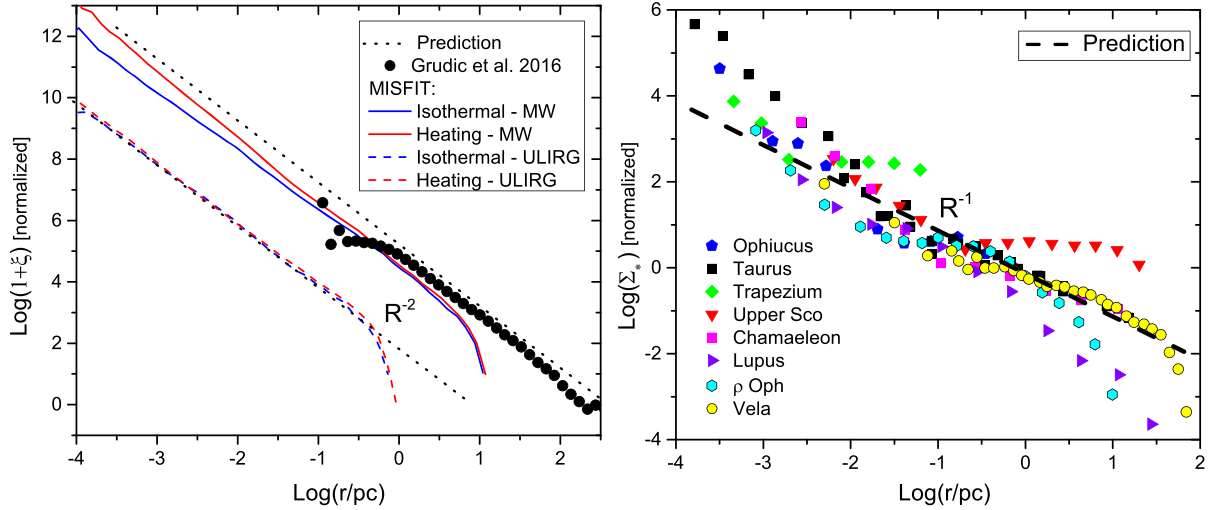 Log(1+ξ) [normalized]
12
10
8
6
4
2
0
-4
-3
-2
-1
0
1
2
Log(r/pc)
Prediction
Grudic et al. 2016
MISFIT:
Isothermal - MW
Heating - MW
Isothermal - ULIRG
Heating - ULIRG
R-2
Log(Σ*) [normalized]
6
4
2
0
-2
-4
-4
-3
-2
-1
0
1
2
Log(r/pc)
Prediction
R-1
Ophiucus
Taurus
Trapezium
Upper Sco
Chamaeleon
Lupus
ρ Oph
Vela